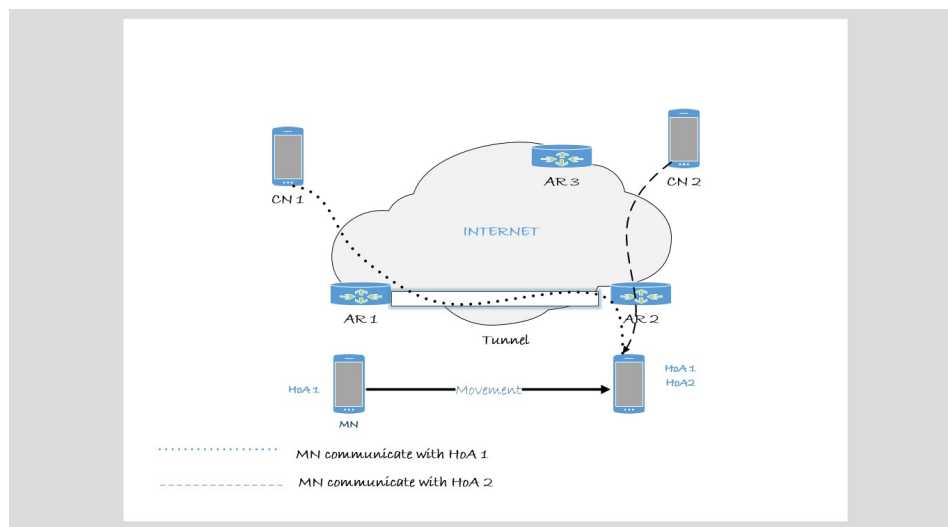 CN 1
AR 3
CN 2
INTERNET
AR 1
AR 2
Tunnel
HoA 1
Movement
HoA 1
HoA2
MN
MN communicate with HoA 1
MN communicate with HoA 2